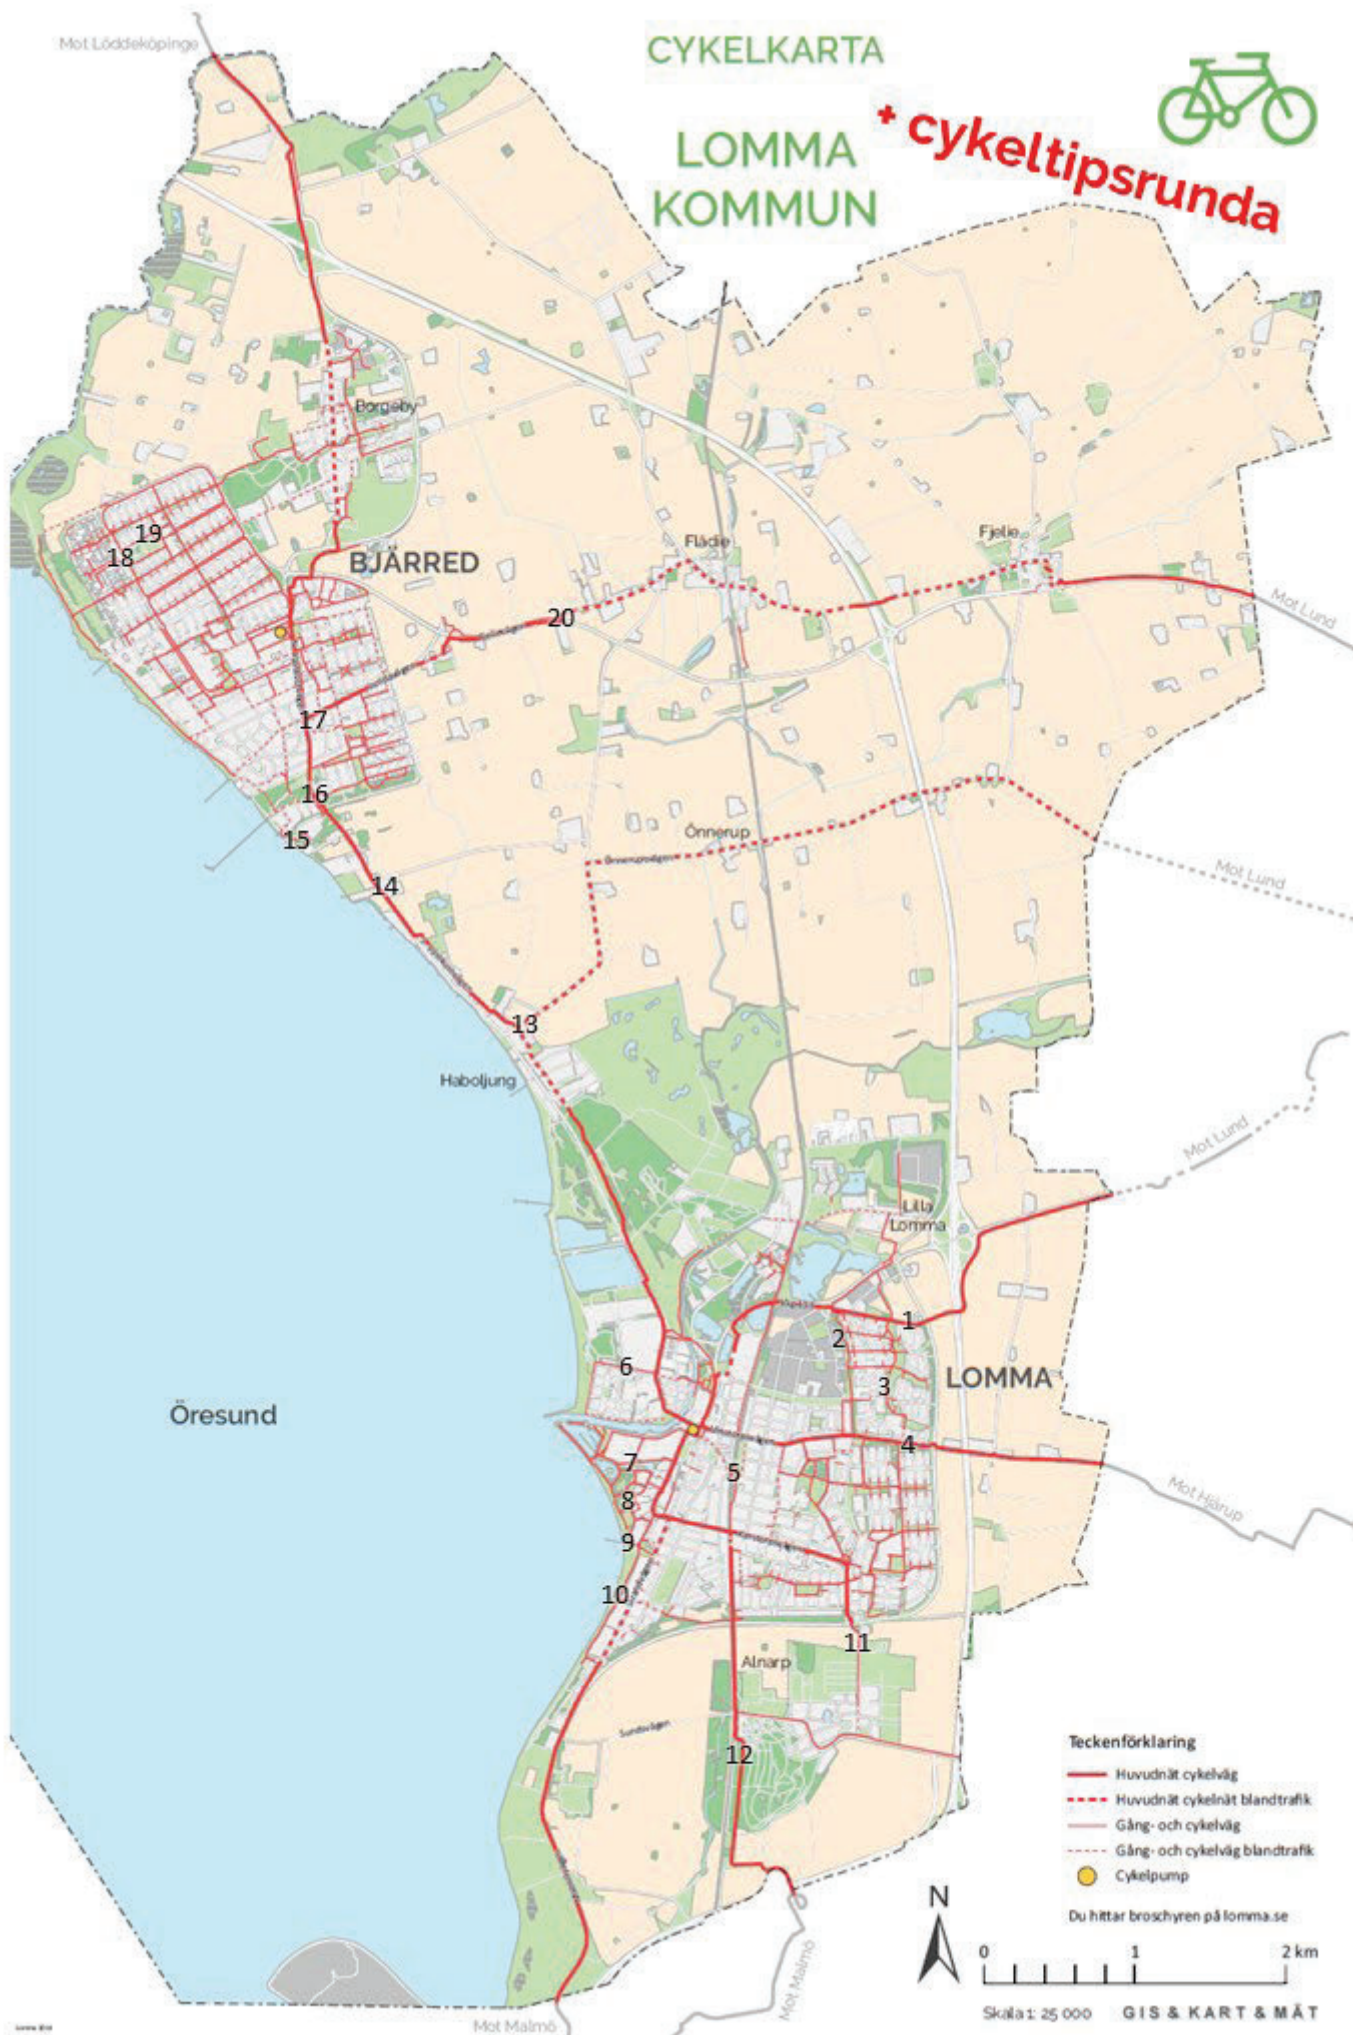 Mot Löddeköpinge
CYKELKARTA
LOMMA
KOMMUN
+ cykeltipsrunda
Borgeby
19
18
BJÄRRED
Flädie
Fjelie
Mot Lund
20
17
16
15
14
Önnerup
Önnerupsvägen
Mot Lund
13
Haboljung
Mot Lund
Lilla
Lomma
1
2
6
3
LOMMA
Öresund
4
7
5
8
Mot Hjärup
9
10
11
Alnarp
Sundsvägen
12
Teckenförklaring
Huvudnät cykelväg
Huvudnät cykelnät blandtrafik
Gång- och cykelväg
Gång- och cykelväg blandtrafik
Cykelpump
N
Du hittar broschyren på lomma.se
0 1 2 km
Skala 1: 25 000 GIS & KART & MÄT
Mot Malmö
Mot Malmö